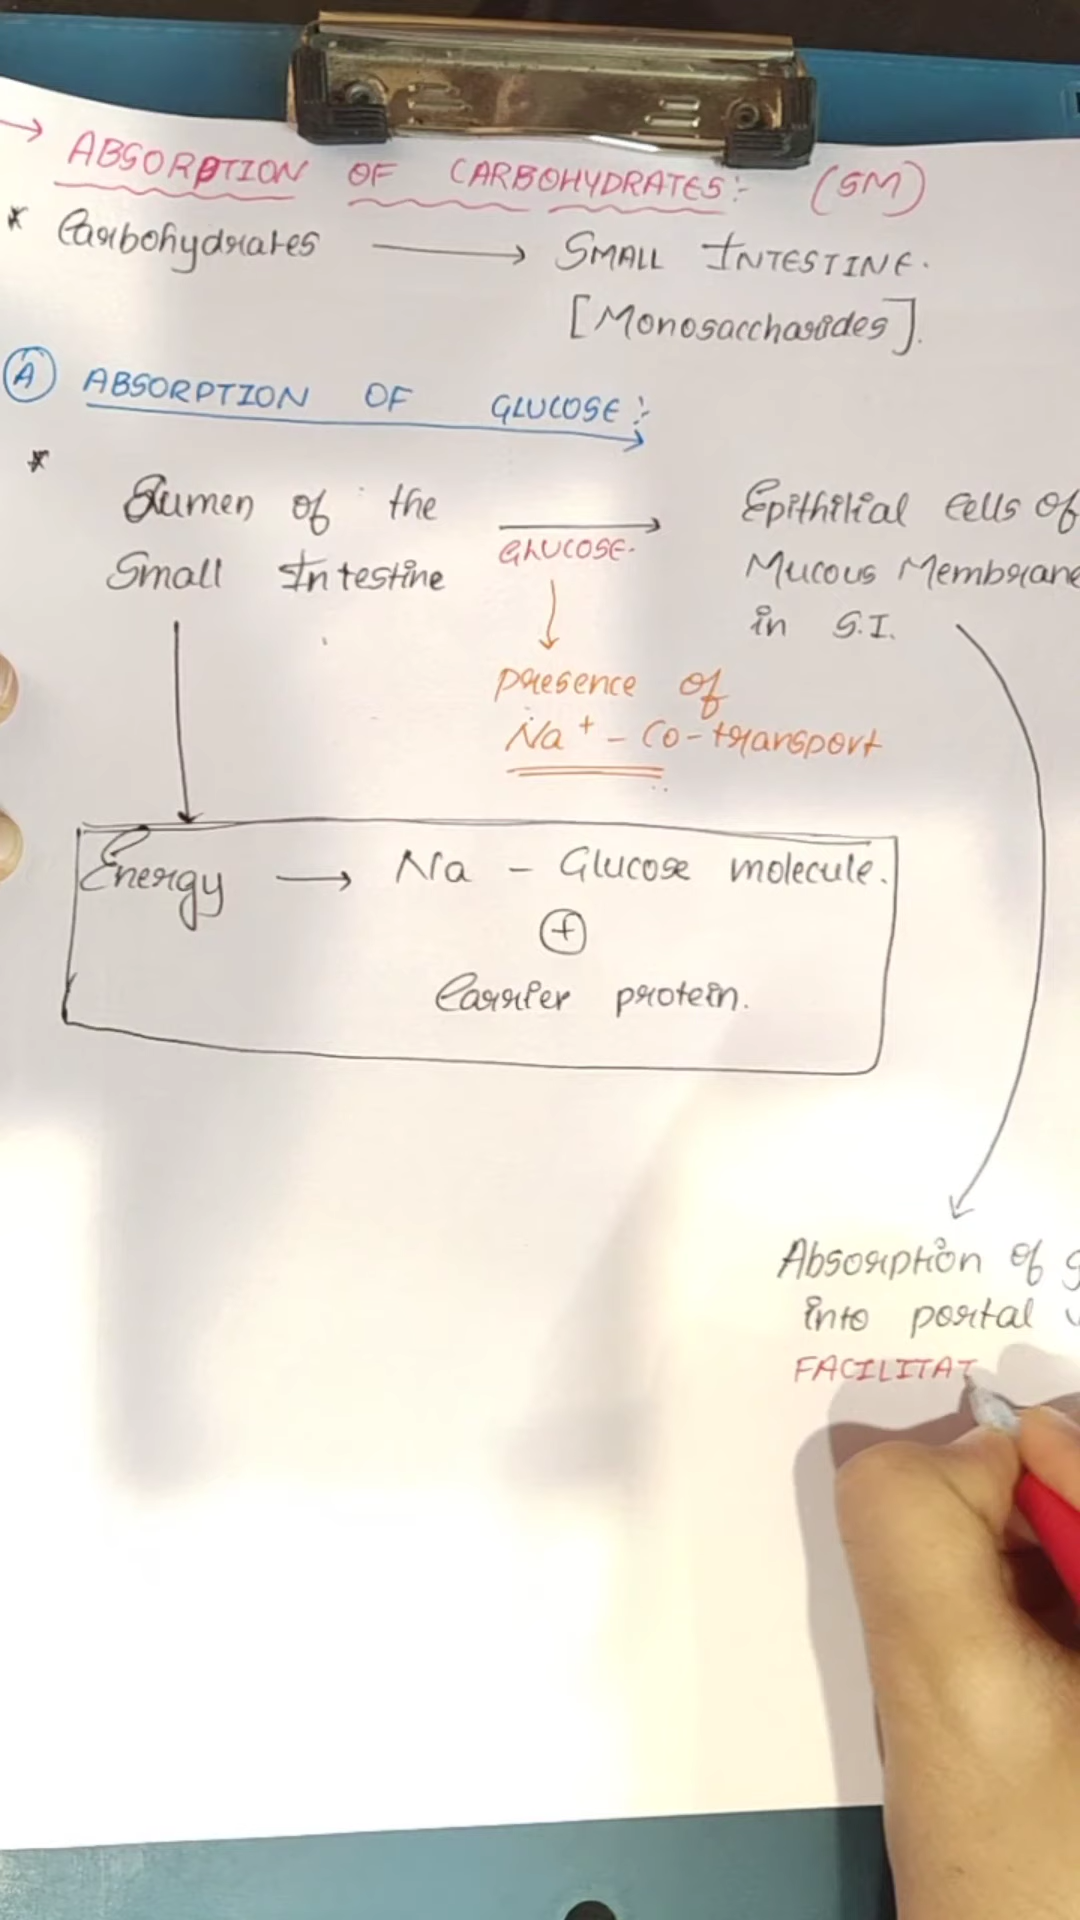 → ABSORPTION OF CARBOHYDRATES:- (5M)
* Carbohydrates → SMALL INTESTINE.
[Monosaccharides].
(A) ABSORPTION OF GLUCOSE:-
*
Lumen of the
Small Intestine
GLUCOSE.
Epithilial Cells of
Mucous Membrane
in S.I.
presence of
Na+ - Co-transport
Energy → Na - Glucose molecule.
+
Carrier protein.
Absorption of g
into portal v
FACILITAT